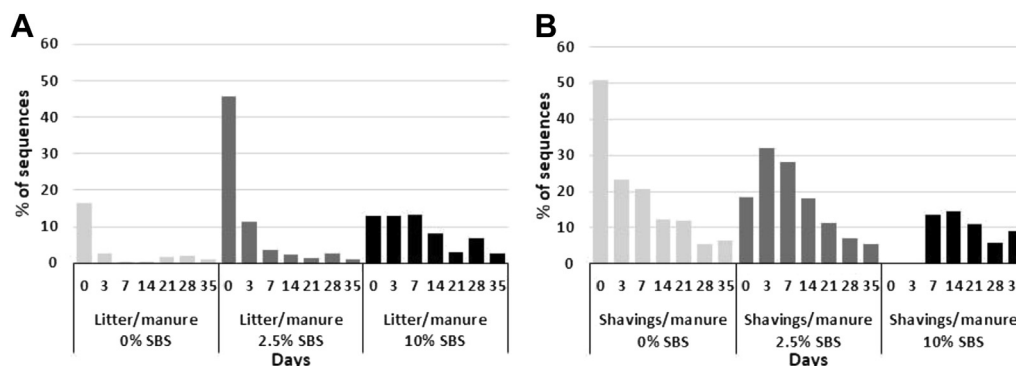 A
60
50
40
30
20
10
0
% of sequences
0 3 7 14 21 28 35 0 3 7 14 21 28 35 0 3 7 14 21 28 35
Litter/manure Litter/manure Litter/manure
0% SBS 2.5% SBS 10% SBS
Days
B
60
50
40
30
20
10
0
% of sequences
0 3 7 14 21 28 35 0 3 7 14 21 28 35 0 3 7 14 21 28
Shavings/manure Shavings/manure Shavings/manure
0% SBS 2.5% SBS 10% SBS
Days